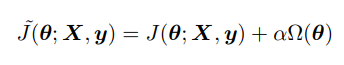 J̃(θ; X, y) = J(θ; X, y) + αΩ(θ)